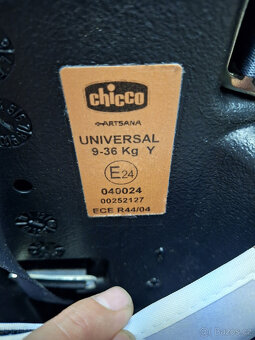 chicco
ARTSANA
UNIVERSAL
9-36 Kg Y
E24
040024
00252127
ECE R44/04